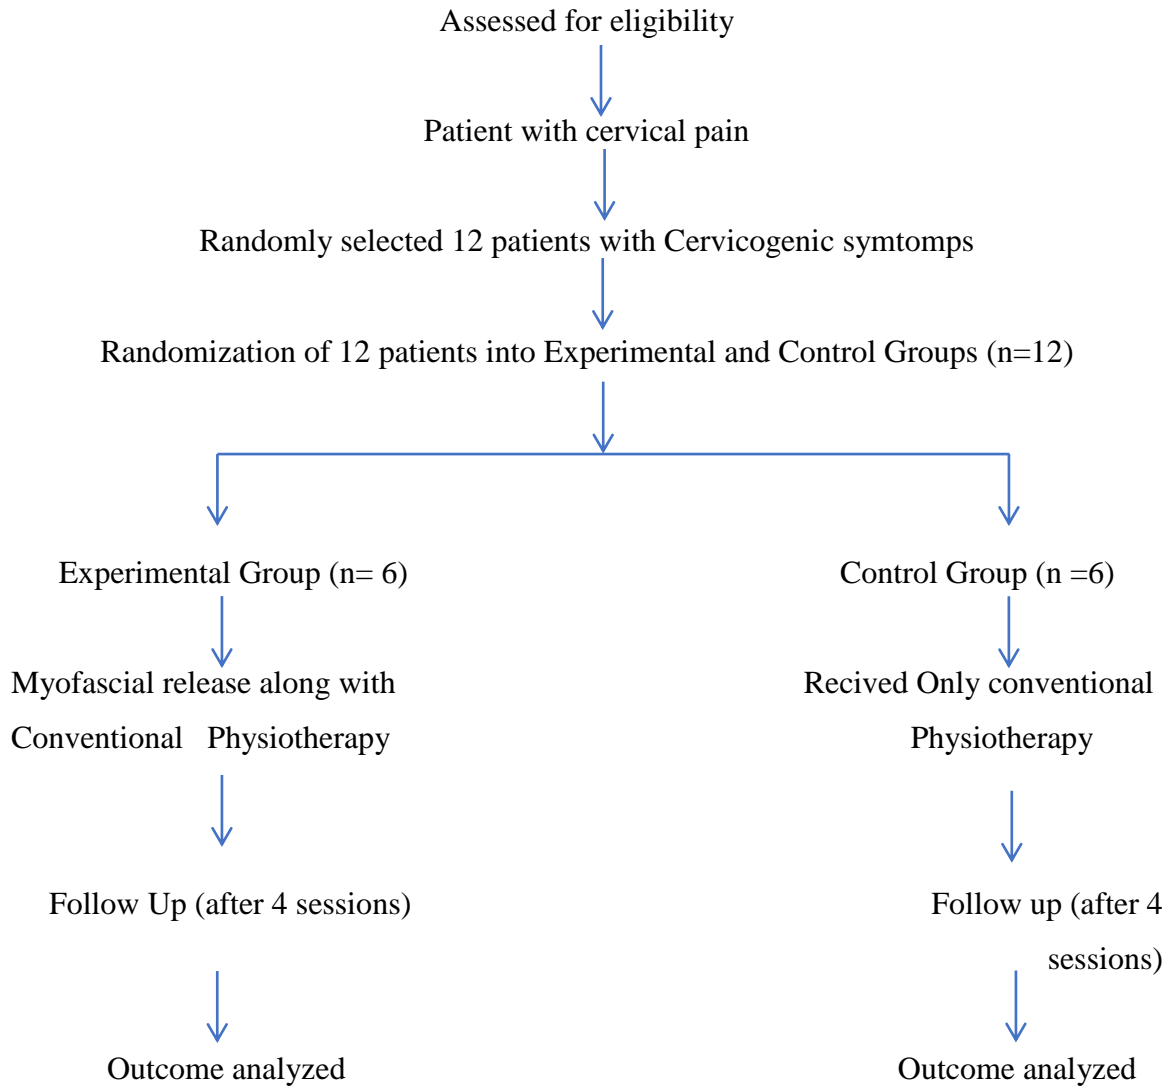 Assessed for eligibility
Patient with cervical pain
Randomly selected 12 patients with Cervicogenic symtomps
Randomization of 12 patients into Experimental and Control Groups (n=12)
Experimental Group (n= 6)
Control Group (n =6)
Myofascial release along with
Conventional Physiotherapy
Recived Only conventional
Physiotherapy
Follow Up (after 4 sessions)
Follow up (after 4
sessions)
Outcome analyzed
Outcome analyzed